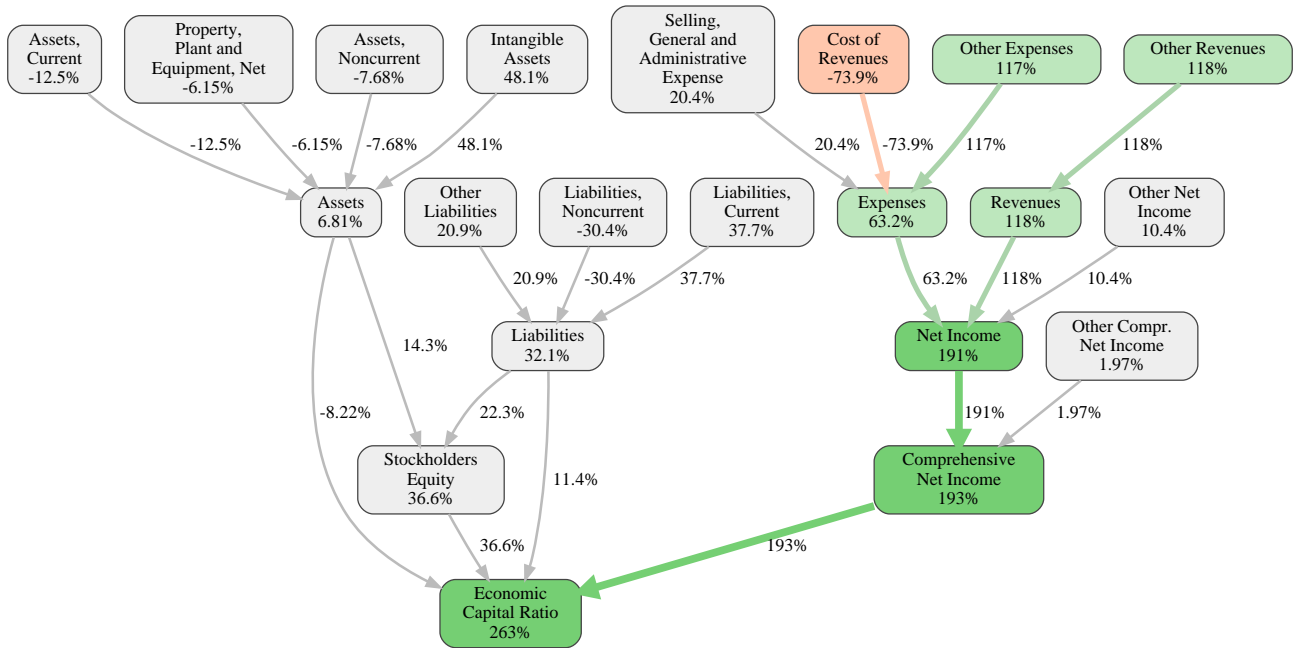 Assets,
Current
-12.5%
Property,
Plant and
Equipment, Net
-6.15%
Assets,
Noncurrent
-7.68%
Intangible
Assets
48.1%
Selling,
General and
Administrative
Expense
20.4%
Cost of
Revenues
-73.9%
Other Expenses
117%
Other Revenues
118%
-12.5%
-6.15%
-7.68%
48.1%
20.4%
-73.9%
117%
118%
Assets
6.81%
Other
Liabilities
20.9%
Liabilities,
Noncurrent
-30.4%
Liabilities,
Current
37.7%
Expenses
63.2%
Revenues
118%
Other Net
Income
10.4%
20.9%
-30.4%
37.7%
63.2%
118%
10.4%
14.3%
Liabilities
32.1%
Net Income
191%
Other Compr.
Net Income
1.97%
-8.22%
22.3%
191%
1.97%
Stockholders
Equity
36.6%
11.4%
Comprehensive
Net Income
193%
36.6%
193%
Economic
Capital Ratio
263%